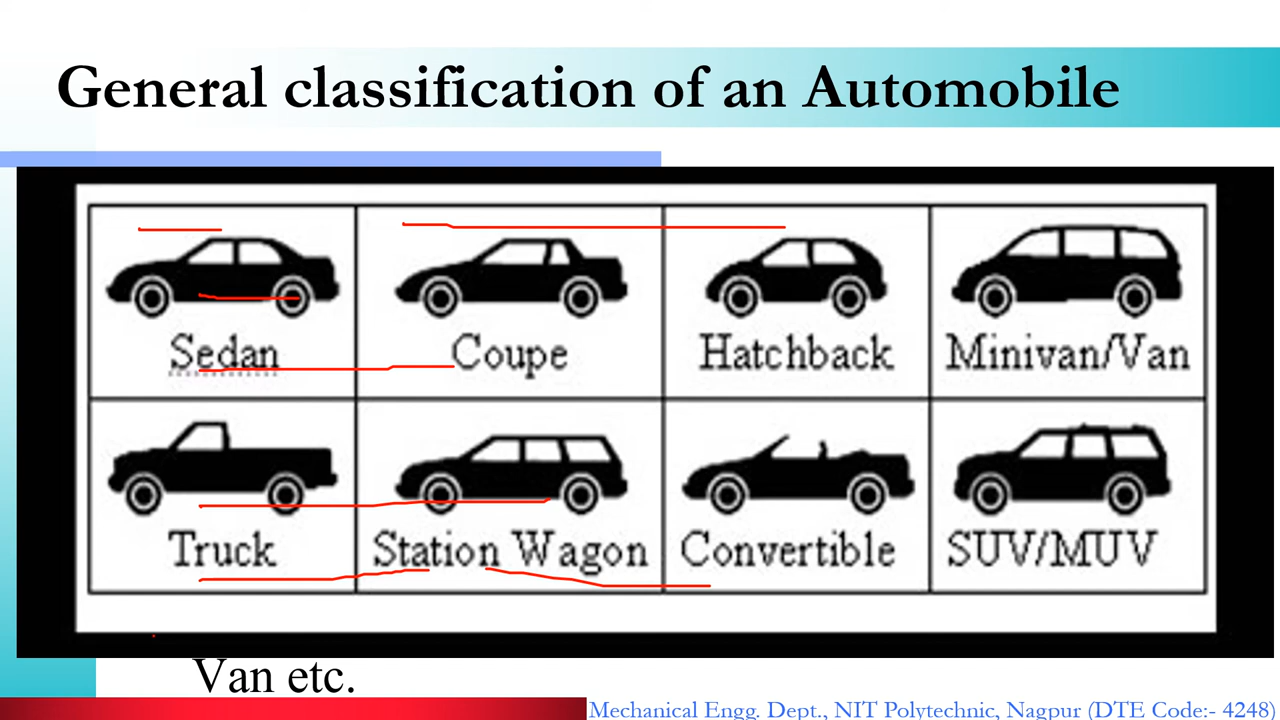 General classification of an Automobile
Sedan Coupe Hatchback Minivan/Van
Truck Station Wagon Convertible SUV/MUV
Van etc.
Mechanical Engg. Dept., NIT Polytechnic, Nagpur (DTE Code:- 4248)